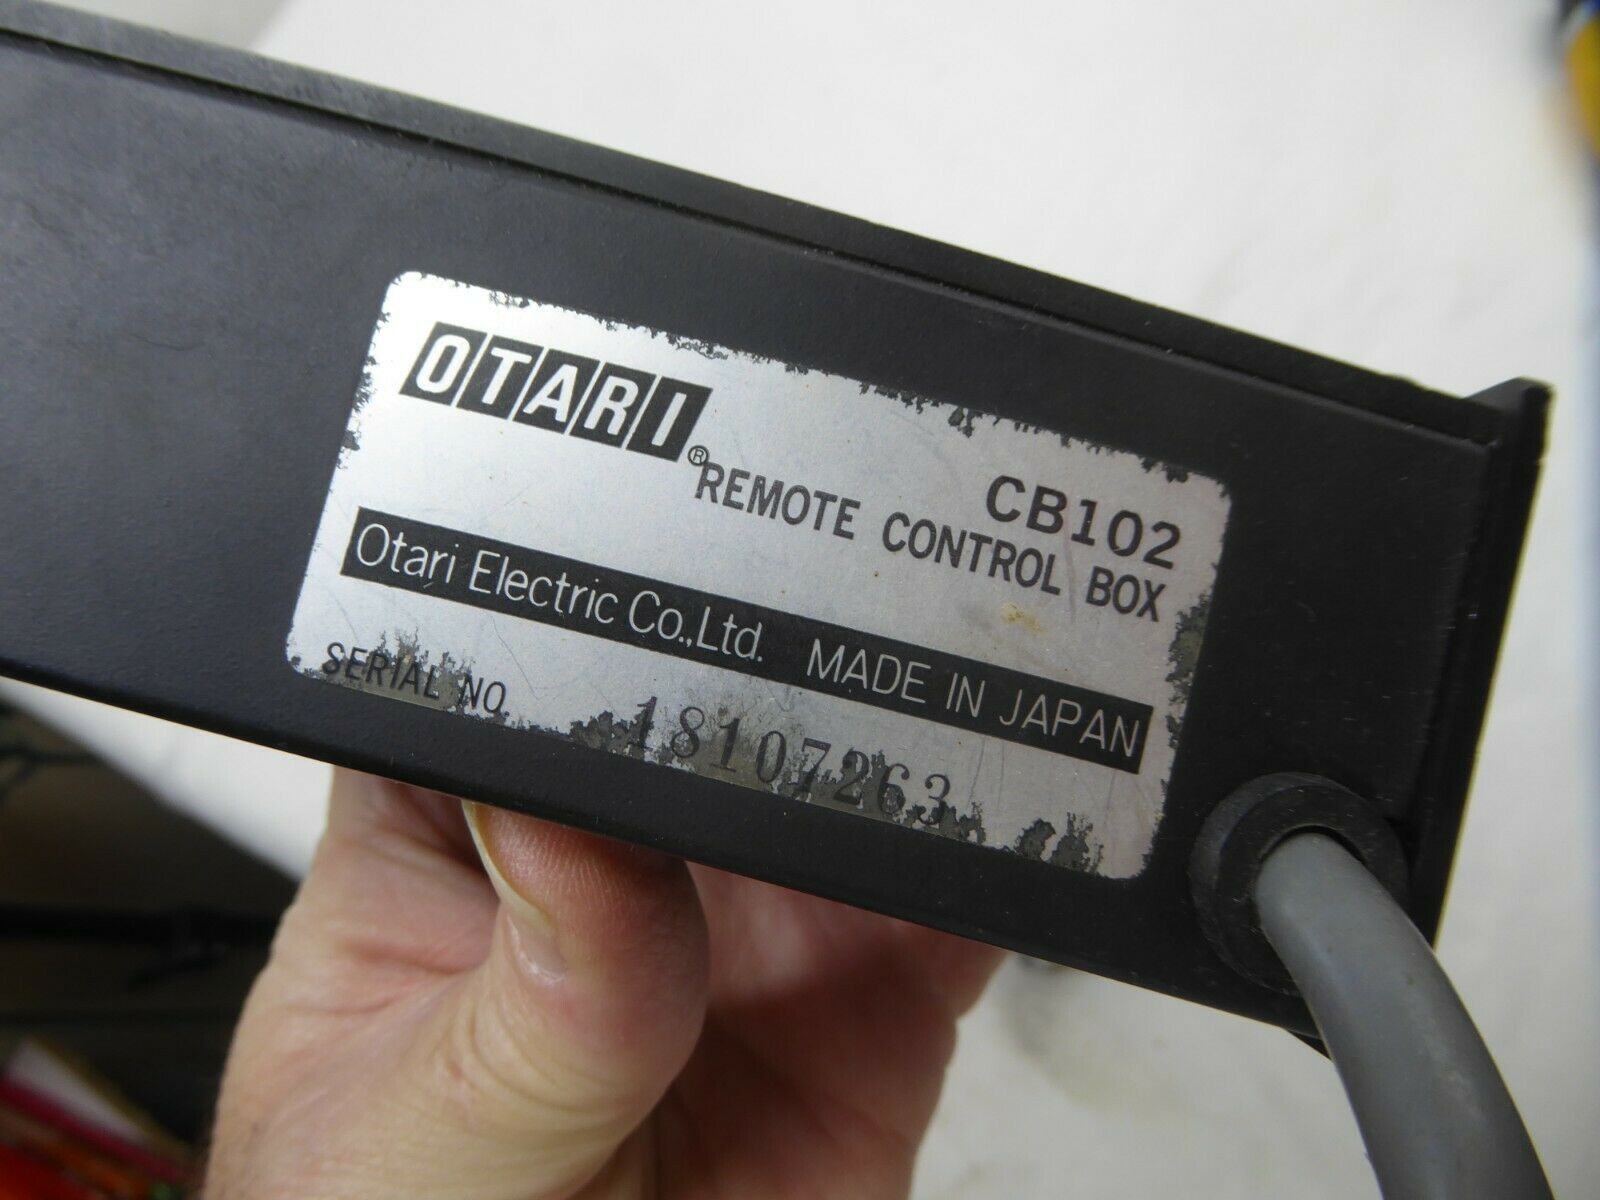 OTARI®
CB102
REMOTE CONTROL BOX
Otari Electric Co.,Ltd. MADE IN JAPAN
SERIAL NO. 18107263